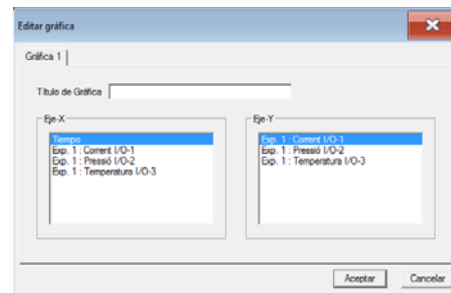 Editar gráfica
Gráfica 1
Título de Gráfica
Eje-X
Tiempo
Exp. 1 : Corrent I/O-1
Exp. 1 : Pressió I/O-2
Exp. 1 : Temperatura I/O-3
Eje-Y
Exp. 1 : Corrent I/O-1
Exp. 1 : Pressió I/O-2
Exp. 1 : Temperatura I/O-3
Aceptar
Cancelar